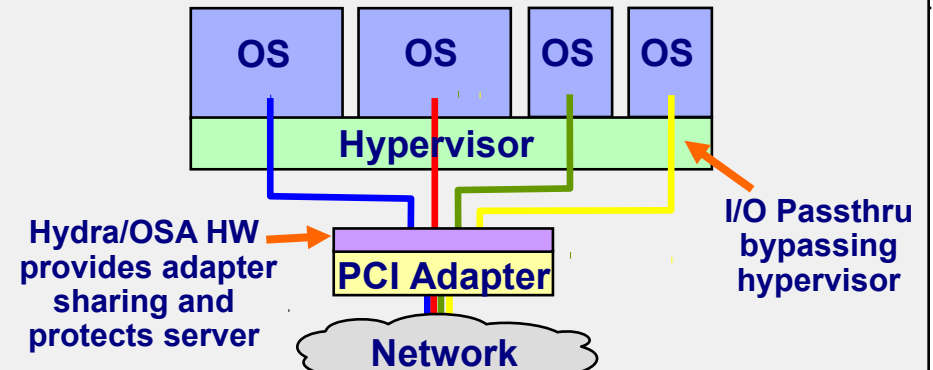 OS
OS
OS
OS
Hypervisor
Hydra/OSA HW
provides adapter
sharing and
protects server
PCI Adapter
I/O Passthru
bypassing
hypervisor
Network